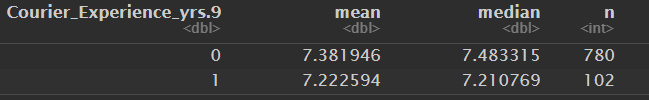 Courier_Experience_yrs.9 mean median n
<dbl> <dbl> <dbl> <int>
0 7.381946 7.483315 780
1 7.222594 7.210769 102